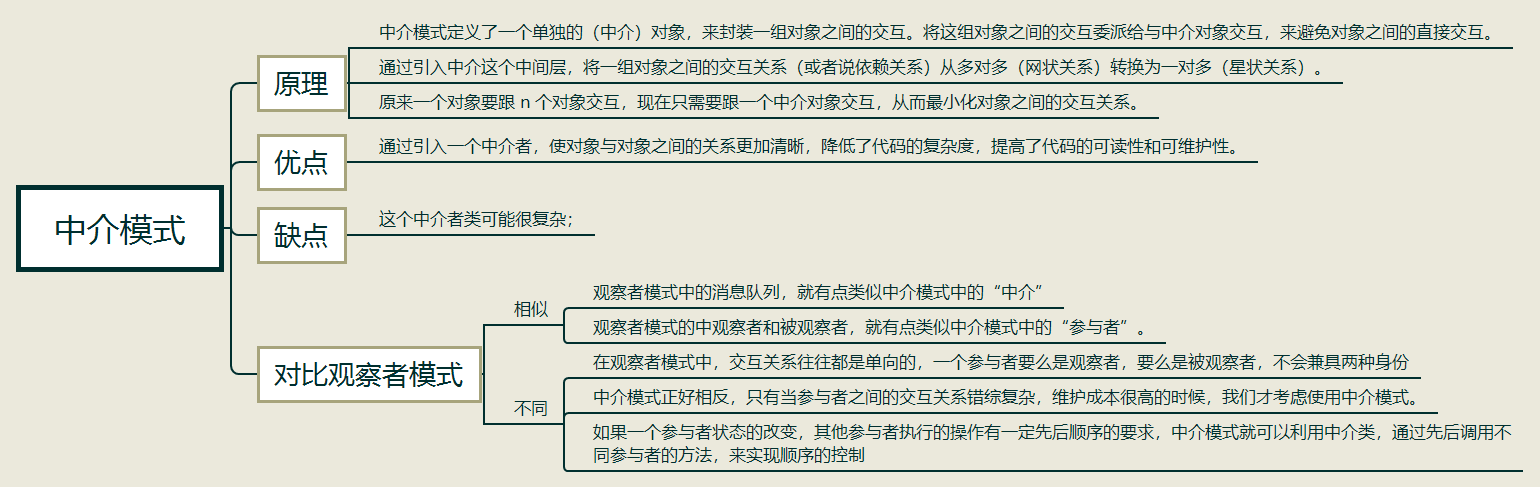 中介模式
原理
中介模式定义了一个单独的（中介）对象，来封装一组对象之间的交互。将这组对象之间的交互委派给与中介对象交互，来避免对象之间的直接交互。
通过引入中介这个中间层，将一组对象之间的交互关系（或者说依赖关系）从多对多（网状关系）转换为一对多（星状关系）。
原来一个对象要跟 n 个对象交互，现在只需要跟一个中介对象交互，从而最小化对象之间的交互关系。
优点
通过引入一个中介者，使对象与对象之间的关系更加清晰，降低了代码的复杂度，提高了代码的可读性和可维护性。
缺点
这个中介者类可能很复杂；
对比观察者模式
相似
观察者模式中的消息队列，就有点类似中介模式中的“中介”
观察者模式的中观察者和被观察者，就有点类似中介模式中的“参与者”。
不同
在观察者模式中，交互关系往往都是单向的，一个参与者要么是观察者，要么是被观察者，不会兼具两种身份
中介模式正好相反，只有当参与者之间的交互关系错综复杂，维护成本很高的时候，我们才考虑使用中介模式。
如果一个参与者状态的改变，其他参与者执行的操作有一定先后顺序的要求，中介模式就可以利用中介类，通过先后调用不
同参与者的方法，来实现顺序的控制